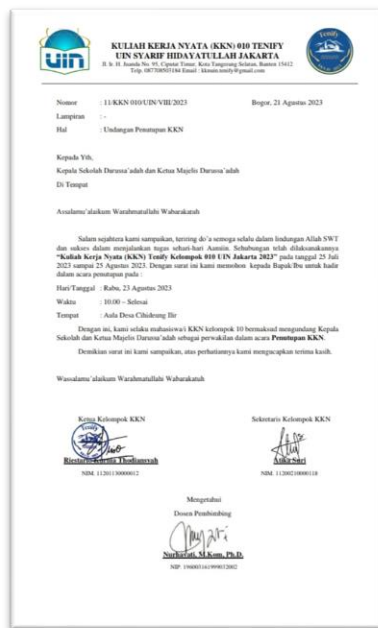 uin
KULIAH KERJA NYATA (KKN) 010 TENIFY
UIN SYARIF HIDAYATULLAH JAKARTA
Jl. Ir. H. Juanda No. 95, Ciputat Timur, Kota Tangerang Selatan, Banten 15412
Tenify
Nomor : 11/KKN 010/UIN/VIII/2023 Bogor, 21 Agustus 2023
Lampiran : -
Hal : Undangan Penutupan KKN
Kepada Yth,
Kepala Sekolah Darussa'adah dan Ketua Majelis Darussa'adah
Di Tempat
Assalamu'alaikum Warahmatullahi Wabarakatuh
Salam sejahtera kami sampaikan, teriring do'a semoga selalu dalam lindungan Allah SWT
dan sukses dalam menjalankan tugas sehari-hari Aamiin. Sehubungan telah dilaksanakannya
"Kuliah Kerja Nyata (KKN) Tenify Kelompok 010 UIN Jakarta 2023" pada tanggal 25 Juli
2023 sampai 25 Agustus 2023. Dengan surat ini kami memohon kepada Bapak/Ibu untuk hadir
dalam acara penutupan pada :
Hari/Tanggal : Rabu, 23 Agustus 2023
Waktu : 10:00 – Selesai
Tempat : Aula Desa Cihideung Ilir
Dengan ini, kami selaku mahasiswa/i KKN kelompok 10 bermaksud mengundang Kepala
Sekolah dan Ketua Majelis Darussa'adah sebagai perwakilan dalam acara Penutupan KKN.
Demikian surat ini kami sampaikan, atas perhatiannya kami mengucapkan terima kasih.
Wassalamu'alaikum Warahmatullahi Wabarakatuh
Ketua Kelompok KKN Sekretaris Kelompok KKN
Atika Suri
NIM. 11200210000118
Mengetahui
Dosen Pembimbing
Nurhayati, M.Kom, Ph.D.